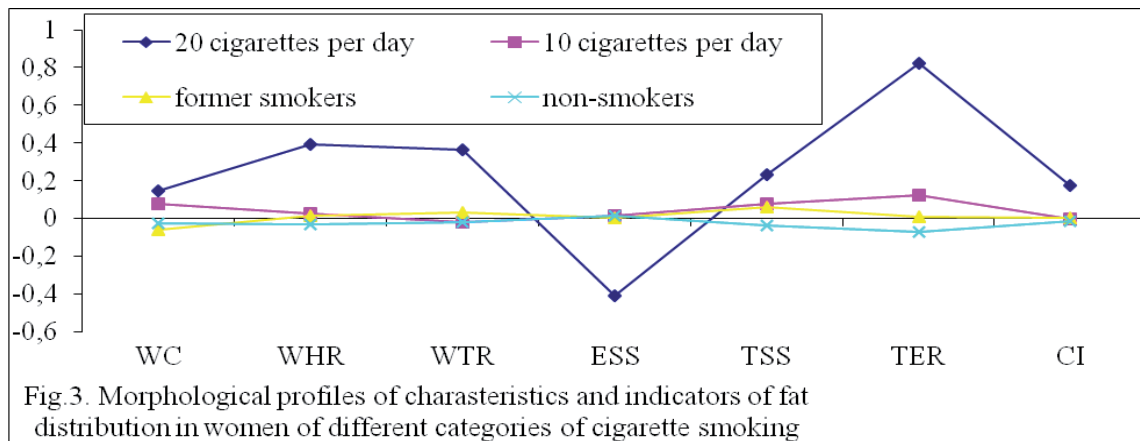 1
0,8
0,6
0,4
0,2
0
-0,2
-0,4
-0,6
20 cigarettes per day
10 cigarettes per day
former smokers
non-smokers
WC WHR WTR ESS TSS TER CI
Fig.3. Morphological profiles of charasteristics and indicators of fat
distribution in women of different categories of cigarette smoking